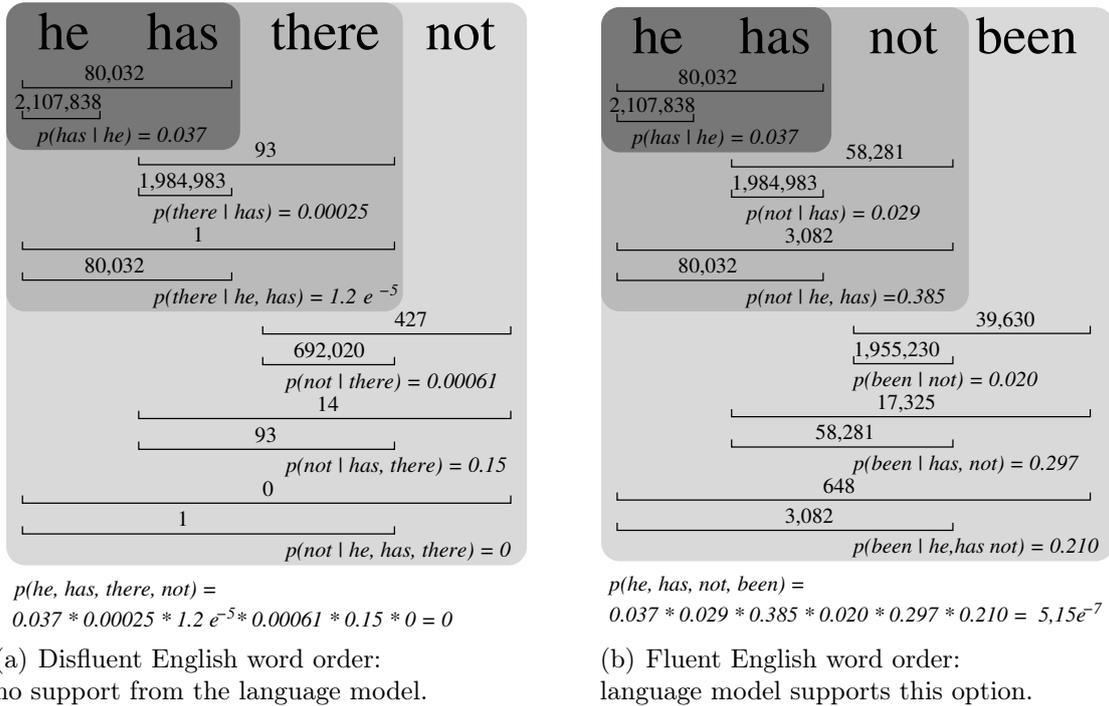 he has there not
80,032
2,107,838
p(has | he) = 0.037
93
1,984,983
p(there | has) = 0.00025
1
80,032
p(there | he, has) = 1.2 e⁻⁵
427
692,020
p(not | there) = 0.00061
14
93
p(not | has, there) = 0.15
0
1
p(not | he, has, there) = 0
p(he, has, there, not) =
0.037 * 0.00025 * 1.2 e⁻⁵ * 0.00061 * 0.15 * 0 = 0
(a) Disfluent English word order:
no support from the language model.
he has not been
80,032
2,107,838
p(has | he) = 0.037
58,281
1,984,983
p(not | has) = 0.029
3,082
80,032
p(not | he, has) =0.385
39,630
1,955,230
p(been | not) = 0.020
17,325
58,281
p(been | has, not) = 0.297
648
3,082
p(been | he,has not) = 0.210
p(he, has, not, been) =
0.037 * 0.029 * 0.385 * 0.020 * 0.297 * 0.210 = 5,15e⁻⁷
(b) Fluent English word order:
language model supports this option.